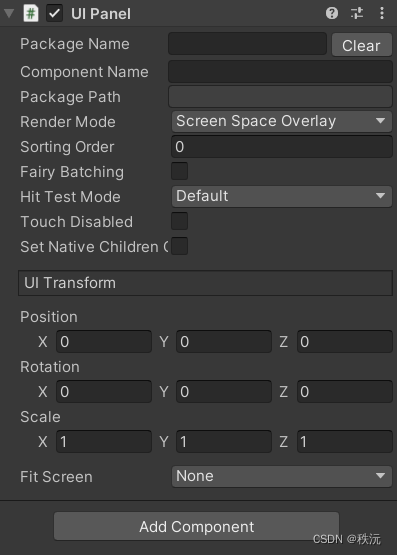 # UI Panel
Package Name Clear
Component Name
Package Path
Render Mode Screen Space Overlay
Sorting Order 0
Fairy Batching
Hit Test Mode Default
Touch Disabled
Set Native Children
UI Transform
Position
X 0 Y 0 Z 0
Rotation
X 0 Y 0 Z 0
Scale
X 1 Y 1 Z 1
Fit Screen None
Add Component
CSDN @秩沅